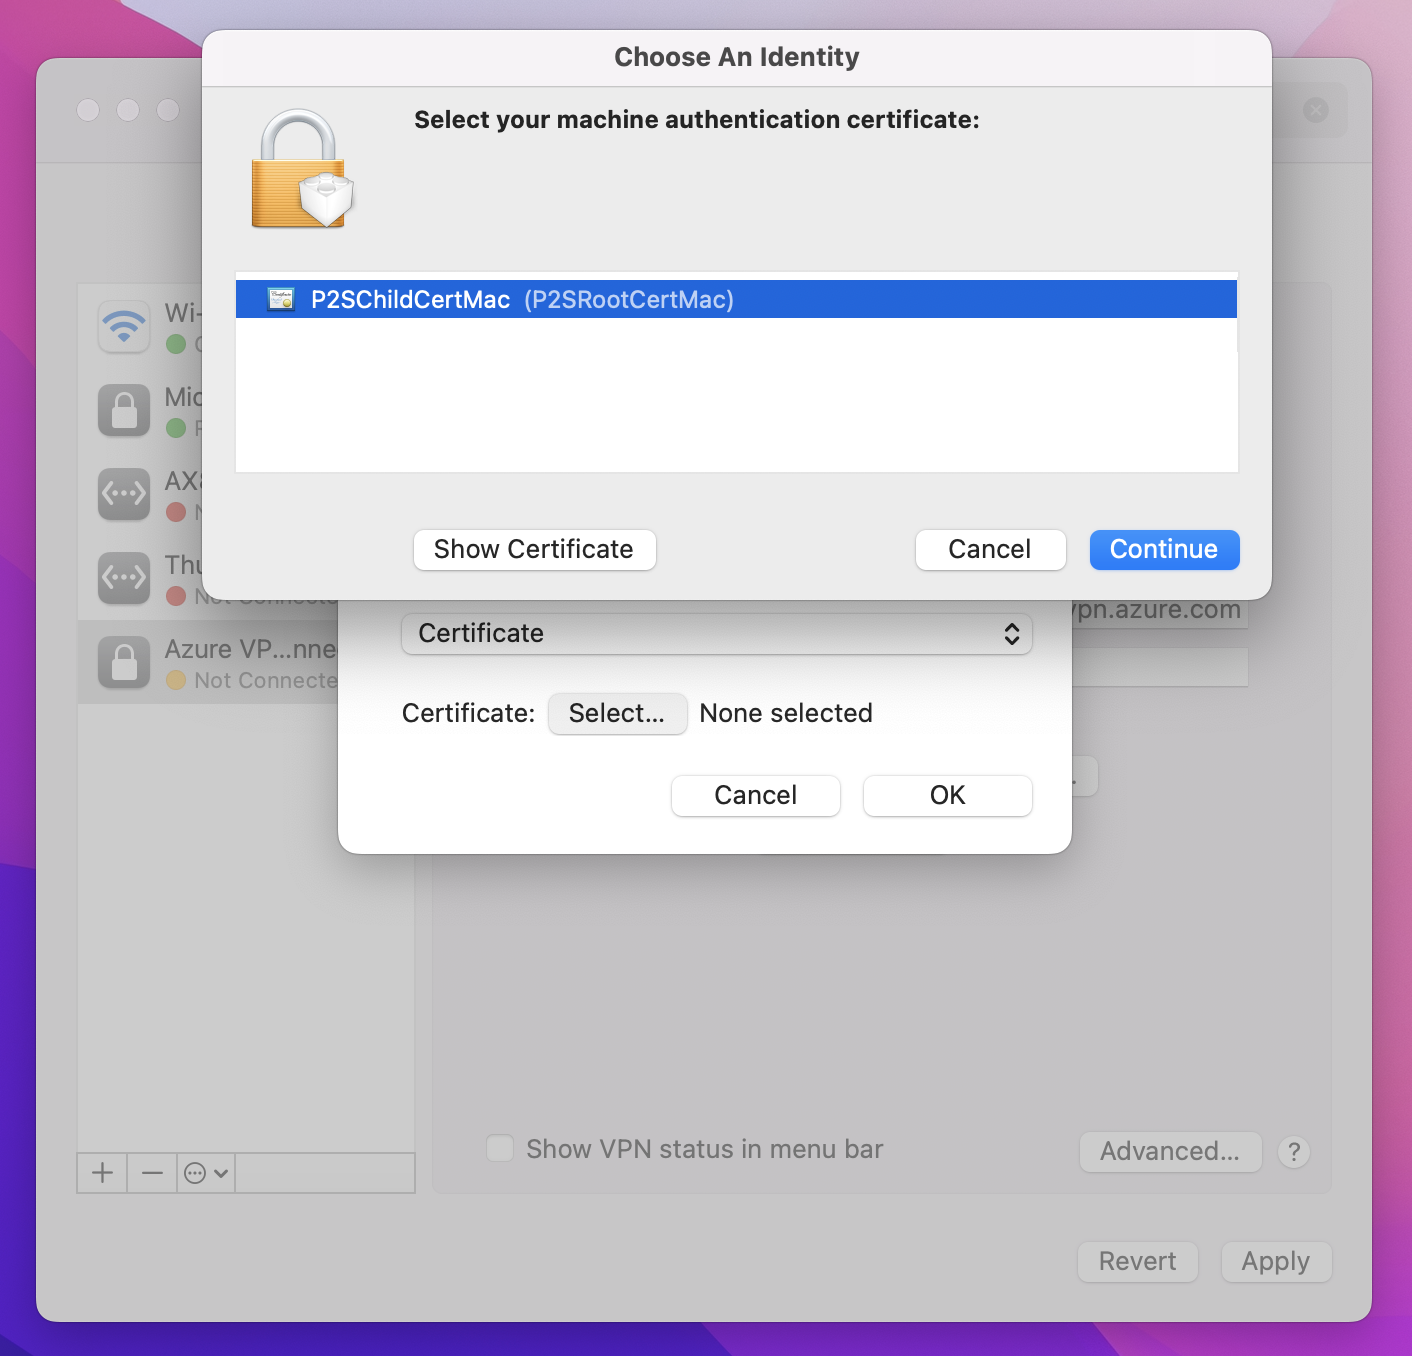 Choose An Identity
Select your machine authentication certificate:
P2SChildCertMac (P2SRootCertMac)
Show Certificate
Cancel
Continue
Wi-
Mic
AX
Thu
Not Connecte
Azure VP...nne
Not Connecte
vpn.azure.com
Certificate
Certificate:
Select...
None selected
Cancel
OK
Show VPN status in menu bar
Advanced...
?
Revert
Apply